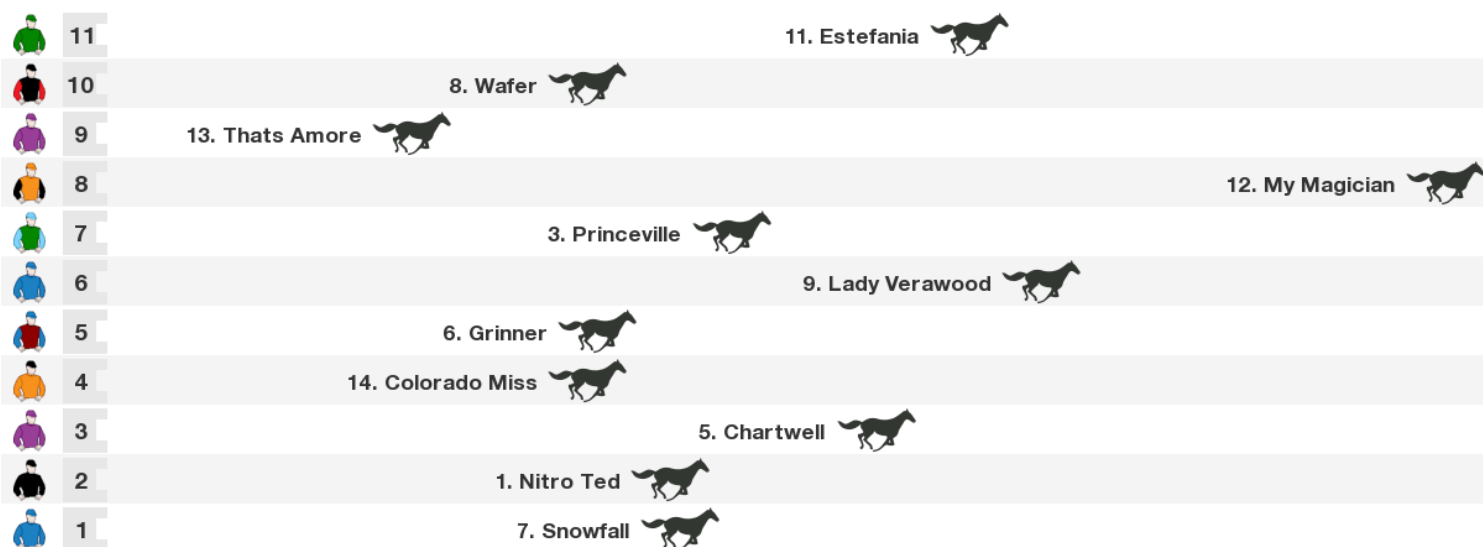 11 11. Estefania
10 8. Wafer
9 13. Thats Amore
8 12. My Magician
7 3. Princeville
6 9. Lady Verawood
5 6. Grinner
4 14. Colorado Miss
3 5. Chartwell
2 1. Nitro Ted
1 7. Snowfall